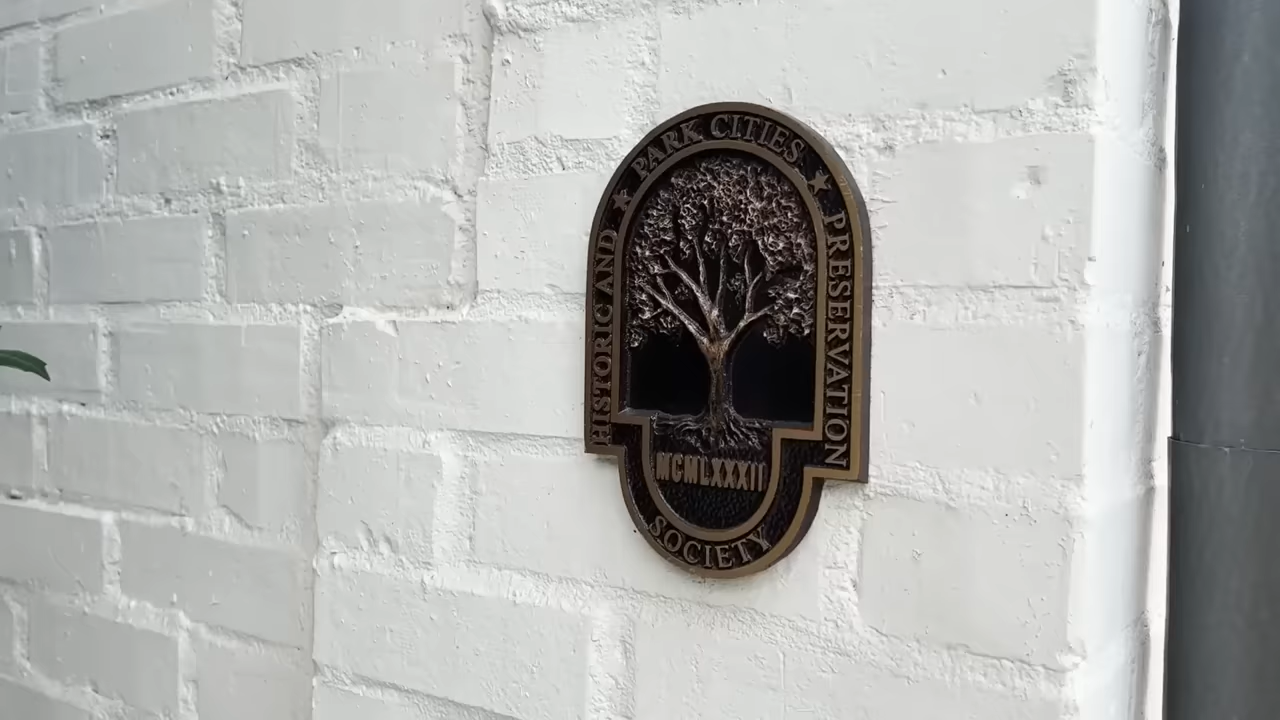 ★ PARK CITIES ★
HISTORIC AND
PRESERVATION
MCMLXXXII
SOCIETY